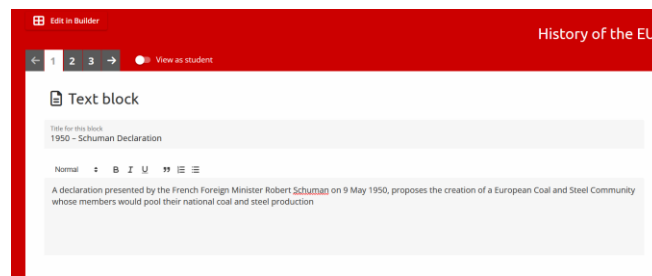 Edit in Builder
History of the EU
1 2 3 View as student
Text block
Title for this block
1950 – Schuman Declaration
Normal B I U
A declaration presented by the French Foreign Minister Robert Schuman on 9 May 1950, proposes the creation of a European Coal and Steel Community
whose members would pool their national coal and steel production